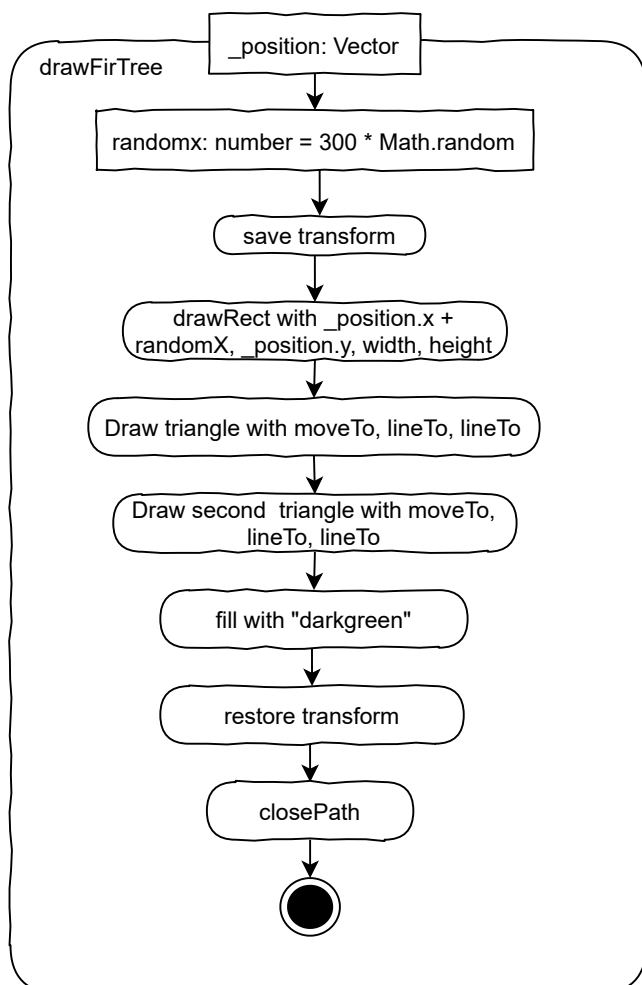 _position: Vector
drawFirTree
randomx: number = 300 * Math.random
save transform
drawRect with _position.x +
randomX, _position.y, width, height
Draw triangle with moveTo, lineTo, lineTo
Draw second  triangle with moveTo,
lineTo, lineTo
fill with "darkgreen"
restore transform
closePath